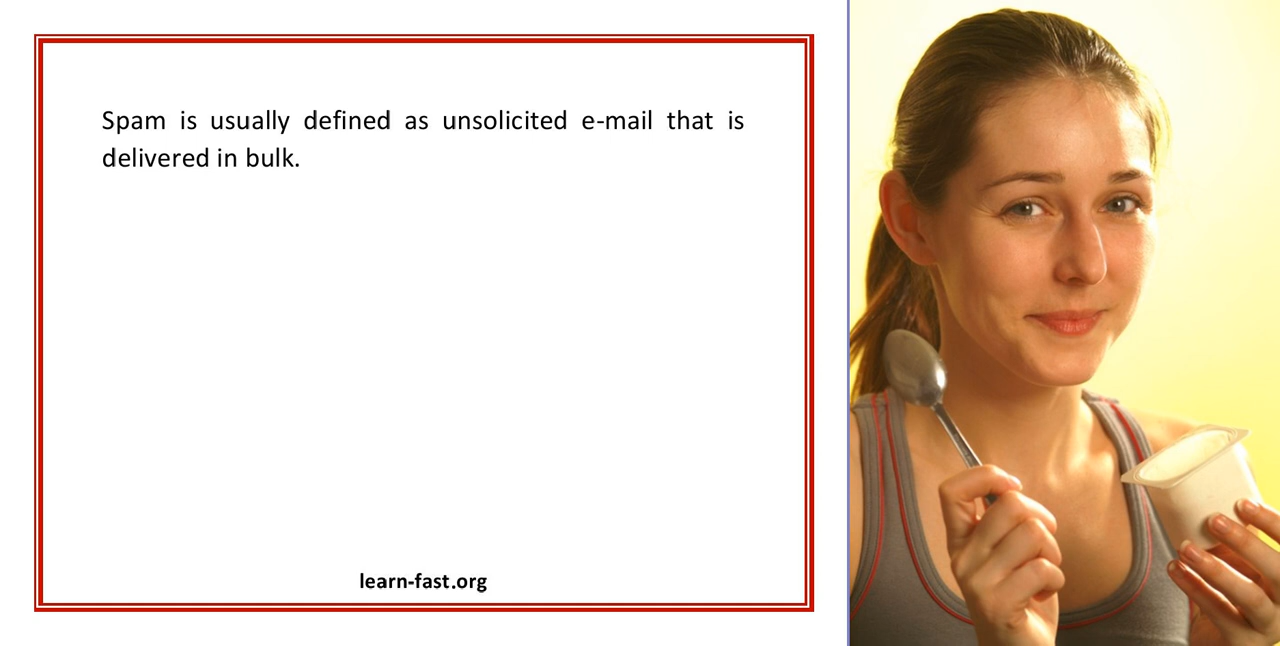 Spam is usually defined as unsolicited e-mail that is
delivered in bulk.
learn-fast.org